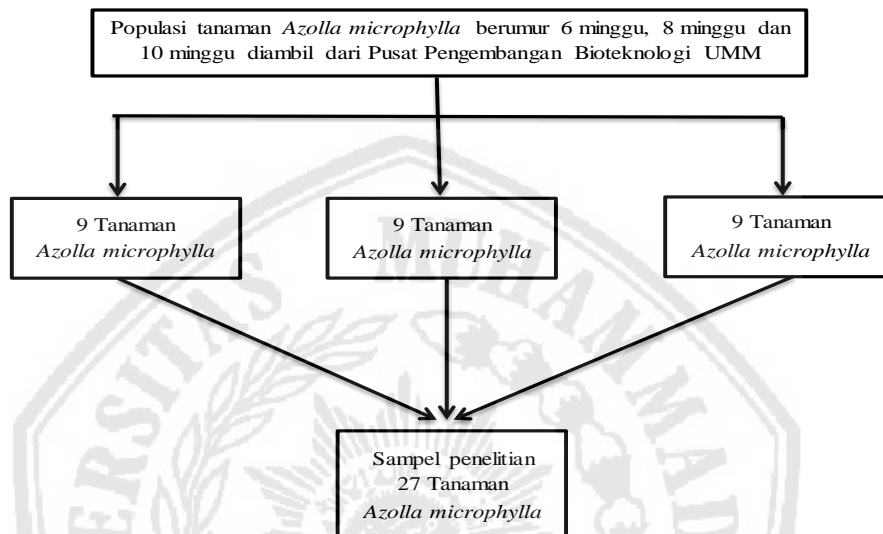 Populasi tanaman Azolla microphylla berumur 6 minggu, 8 minggu dan
10 minggu diambil dari Pusat Pengembangan Bioteknologi UMM
9 Tanaman
Azolla microphylla
9 Tanaman
Azolla microphylla
9 Tanaman
Azolla microphylla
Sampel penelitian
27 Tanaman
Azolla microphylla